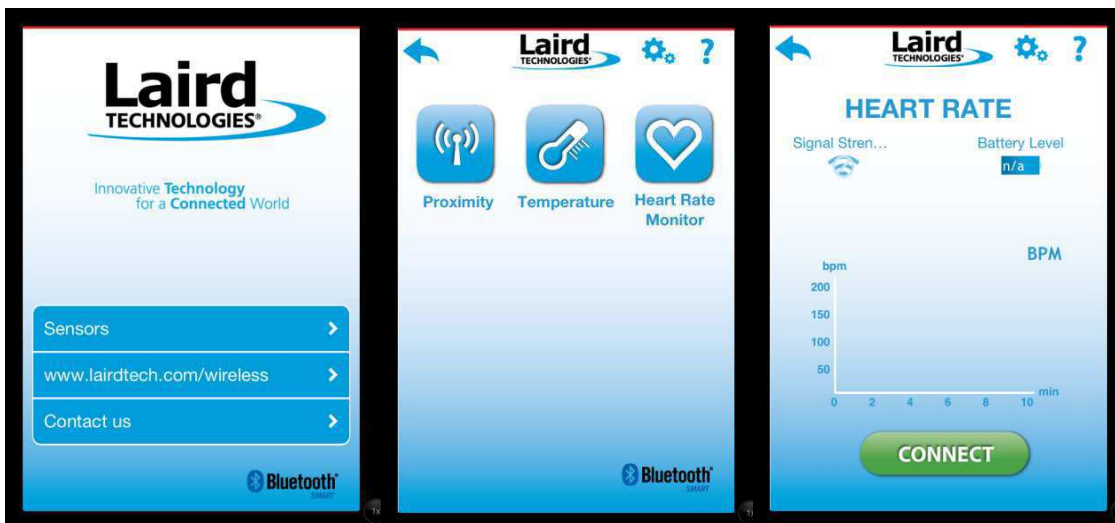 Laird
TECHNOLOGIES®
Innovative Technology
for a Connected World
Sensors
www.lairdtech.com/wireless
Contact us
Bluetooth®
SMART
1x
Laird
TECHNOLOGIES®
?
Proximity
Temperature
Heart Rate
Monitor
Bluetooth®
SMART
Laird
TECHNOLOGIES®
?
HEART RATE
Signal Stren...
Battery Level
n/a
BPM
bpm
200
150
100
50
min
0 2 4 6 8 10
CONNECT